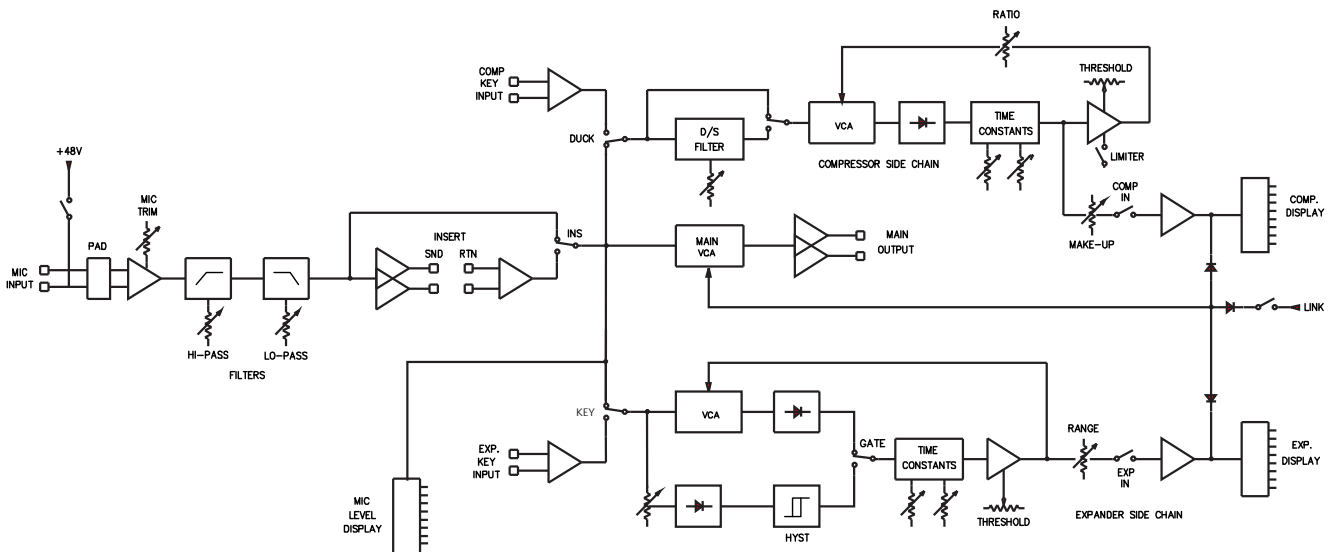 RATIO
COMP
KEY
INPUT
THRESHOLD
DUCK
D/S
FILTER
VCA
TIME
CONSTANTS
LIMITER
COMPRESSOR SIDE CHAIN
+48V
MIC
TRIM
COMP
IN
COMP.
DISPLAY
MAKE-UP
PAD
INSERT
SND
RTN
INS
MAIN
VCA
MAIN
OUTPUT
MIC
INPUT
LINK
HI-PASS
LO-PASS
FILTERS
KEY
VCA
GATE
RANGE
EXP.
KEY
INPUT
TIME
CONSTANTS
EXP
IN
EXP.
DISPLAY
MIC
LEVEL
DISPLAY
HYST
THRESHOLD
EXPANDER SIDE CHAIN